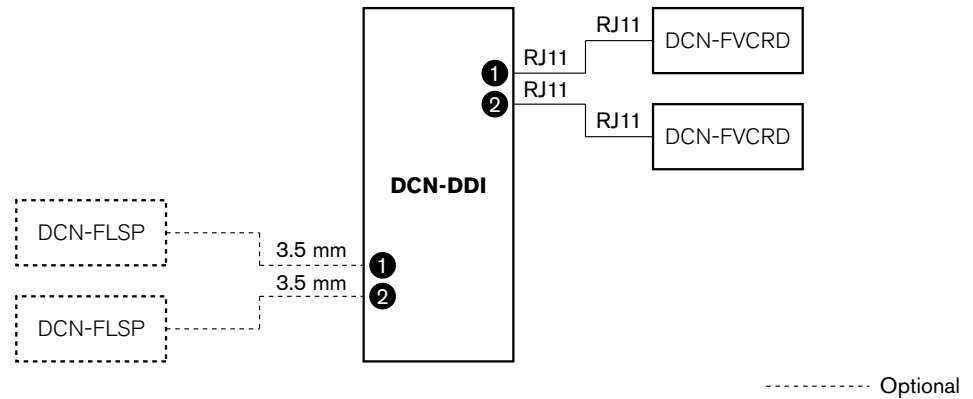 RJ11
DCN-FVCRD
RJ11
1
RJ11
2
RJ11
DCN-FVCRD
DCN-DDI
DCN-FLSP
3.5 mm
1
3.5 mm
2
DCN-FLSP
Optional